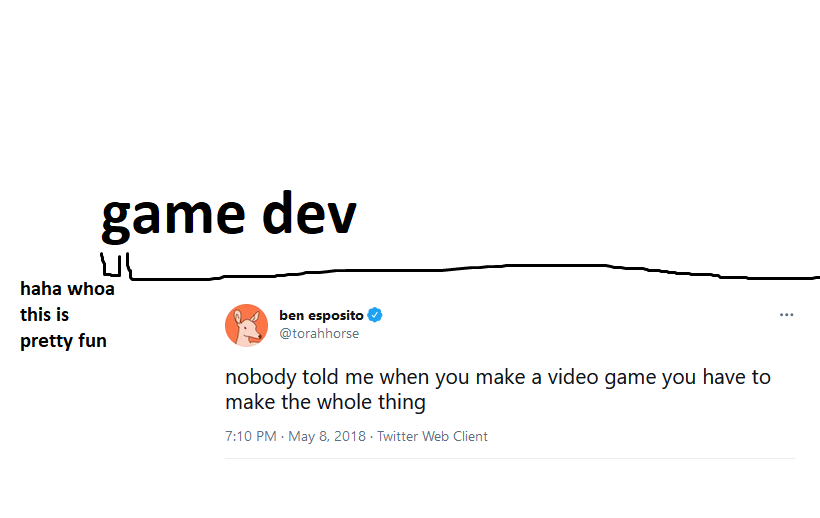 game dev
haha whoa
this is
pretty fun
ben esposito
@torahhorse
nobody told me when you make a video game you have to
make the whole thing
7:10 PM · May 8, 2018 · Twitter Web Client